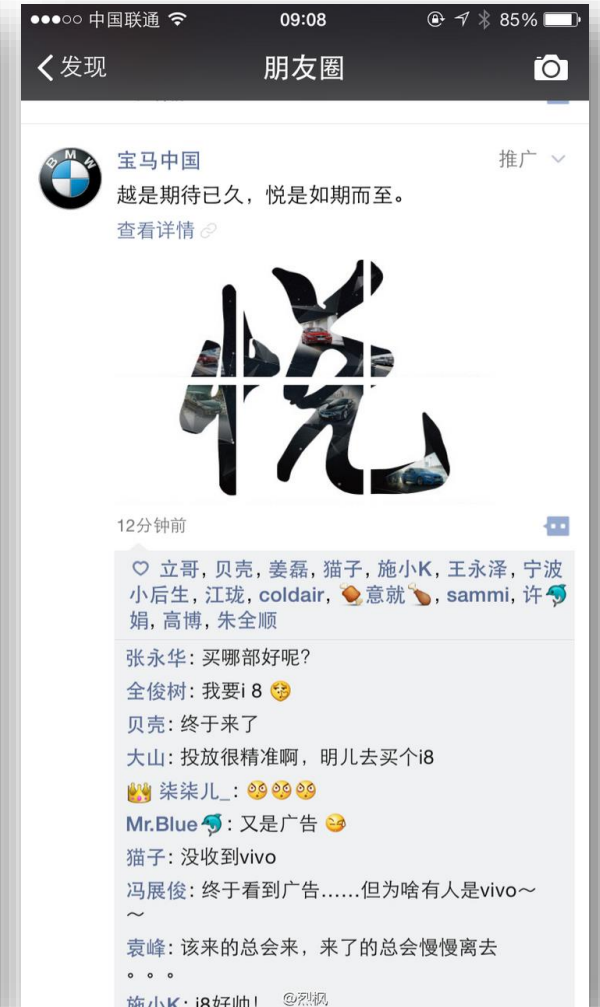 中国联通 09:08 85%
发现 朋友圈
宝马中国 推广
越是期待已久，悦是如期而至。
查看详情
悦
12分钟前
立哥, 贝壳, 姜磊, 猫子, 施小K, 王永泽, 宁波
小后生, 江珑, coldair, 🍖意就🍗, sammi, 许🐬
娟, 高博, 朱全顺
张永华: 买哪部好呢？
全俊树: 我要i 8
贝壳: 终于来了
大山: 投放很精准啊，明儿去买个i8
👑 柒柒儿_: 😳😳😳
Mr.Blue🐬: 又是广告
猫子: 没收到vivo
冯展俊: 终于看到广告……但为啥有人是vivo～
～
袁峰: 该来的总会来，来了的总会慢慢离去
。。。
施小K: i8好帅！
@烈枫
BMW